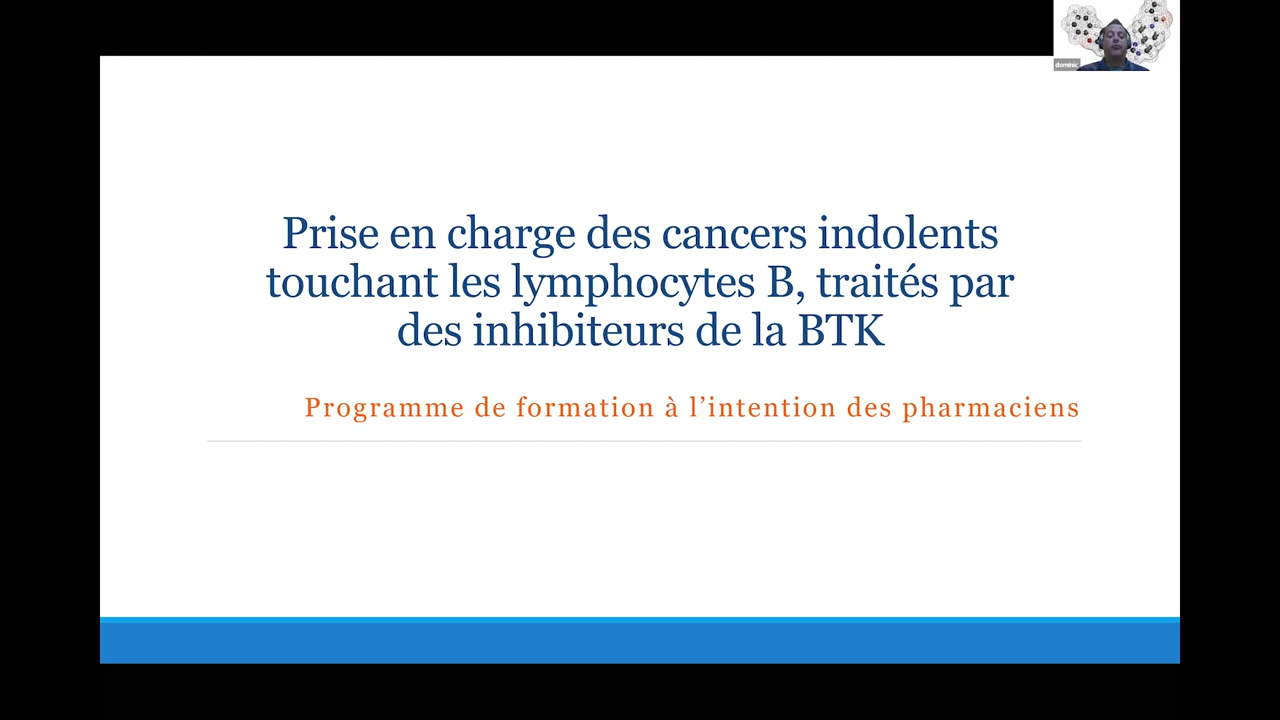 dominic
Prise en charge des cancers indolents
touchant les lymphocytes B, traités par
des inhibiteurs de la BTK
Programme de formation à l’intention des pharmaciens